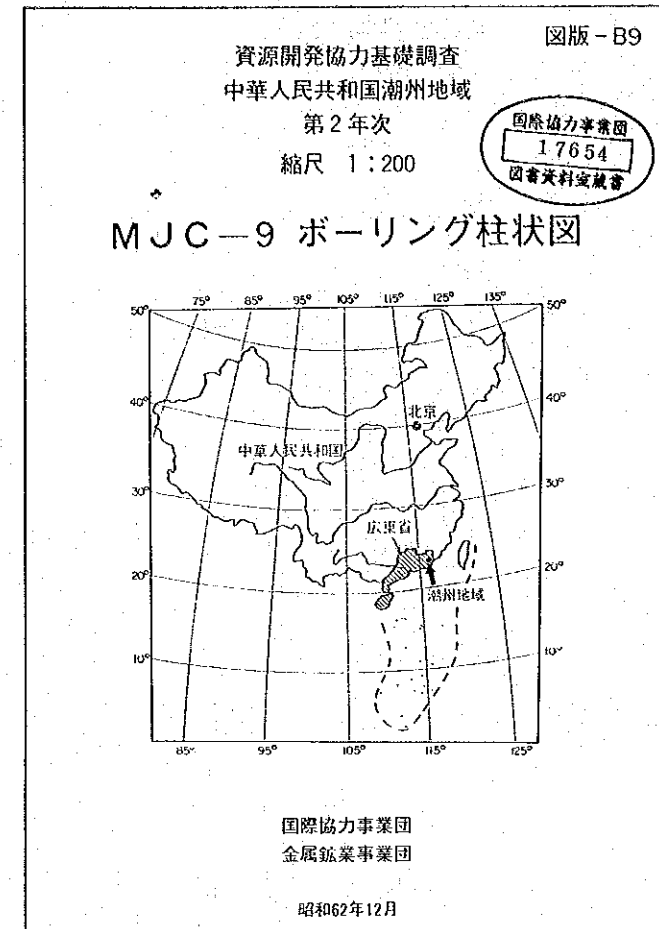 図版-B9
資源開発協力基礎調査
中華人民共和国潮州地域
第2年次
縮尺 1:200
国際協力事業団
17654
図書資料室蔵書
MJC—9 ボーリング柱状図
75° 85° 95° 105° 115° 125° 135°
50° 50°
40° 40°
北京
中華人民共和国
30° 30°
広東省
20° 20°
潮州地域
10° 10°
85° 95° 105° 115° 125°
国際協力事業団
金属鉱業事業団
昭和62年12月